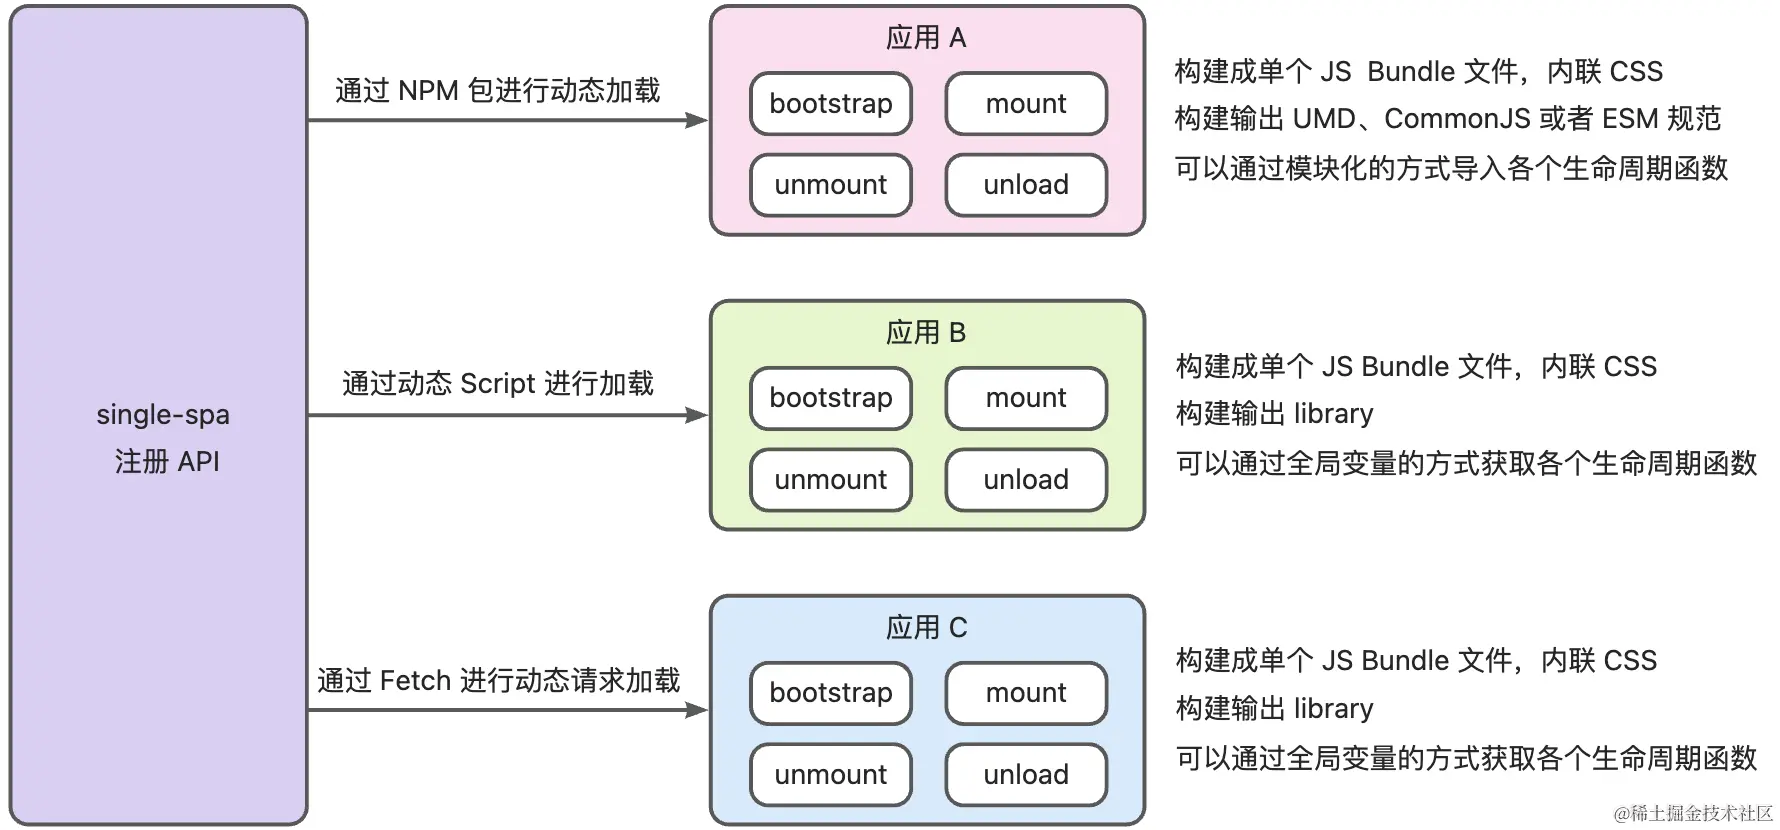 single-spa
注册 API
通过 NPM 包进行动态加载
应用 A
bootstrap
mount
unmount
unload
构建成单个 JS  Bundle 文件，内联 CSS
构建输出 UMD、CommonJS 或者 ESM 规范
可以通过模块化的方式导入各个生命周期函数
通过动态 Script 进行加载
应用 B
bootstrap
mount
unmount
unload
构建成单个 JS Bundle 文件，内联 CSS
构建输出 library
可以通过全局变量的方式获取各个生命周期函数
通过 Fetch 进行动态请求加载
应用 C
bootstrap
mount
unmount
unload
构建成单个 JS Bundle 文件，内联 CSS
构建输出 library
可以通过全局变量的方式获取各个生命周期函数
@稀土掘金技术社区